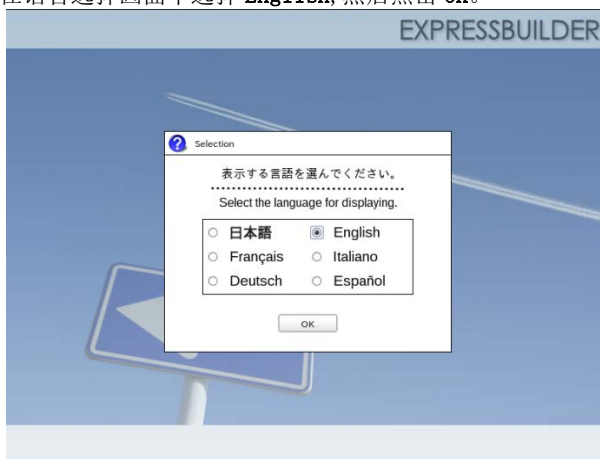 在语言选择画面中选择 English, 然后点击 OK。
EXPRESSBUILDER
Selection
表示する言語を選んでください。
Select the language for displaying.
日本語 English
Français Italiano
Deutsch Español
OK